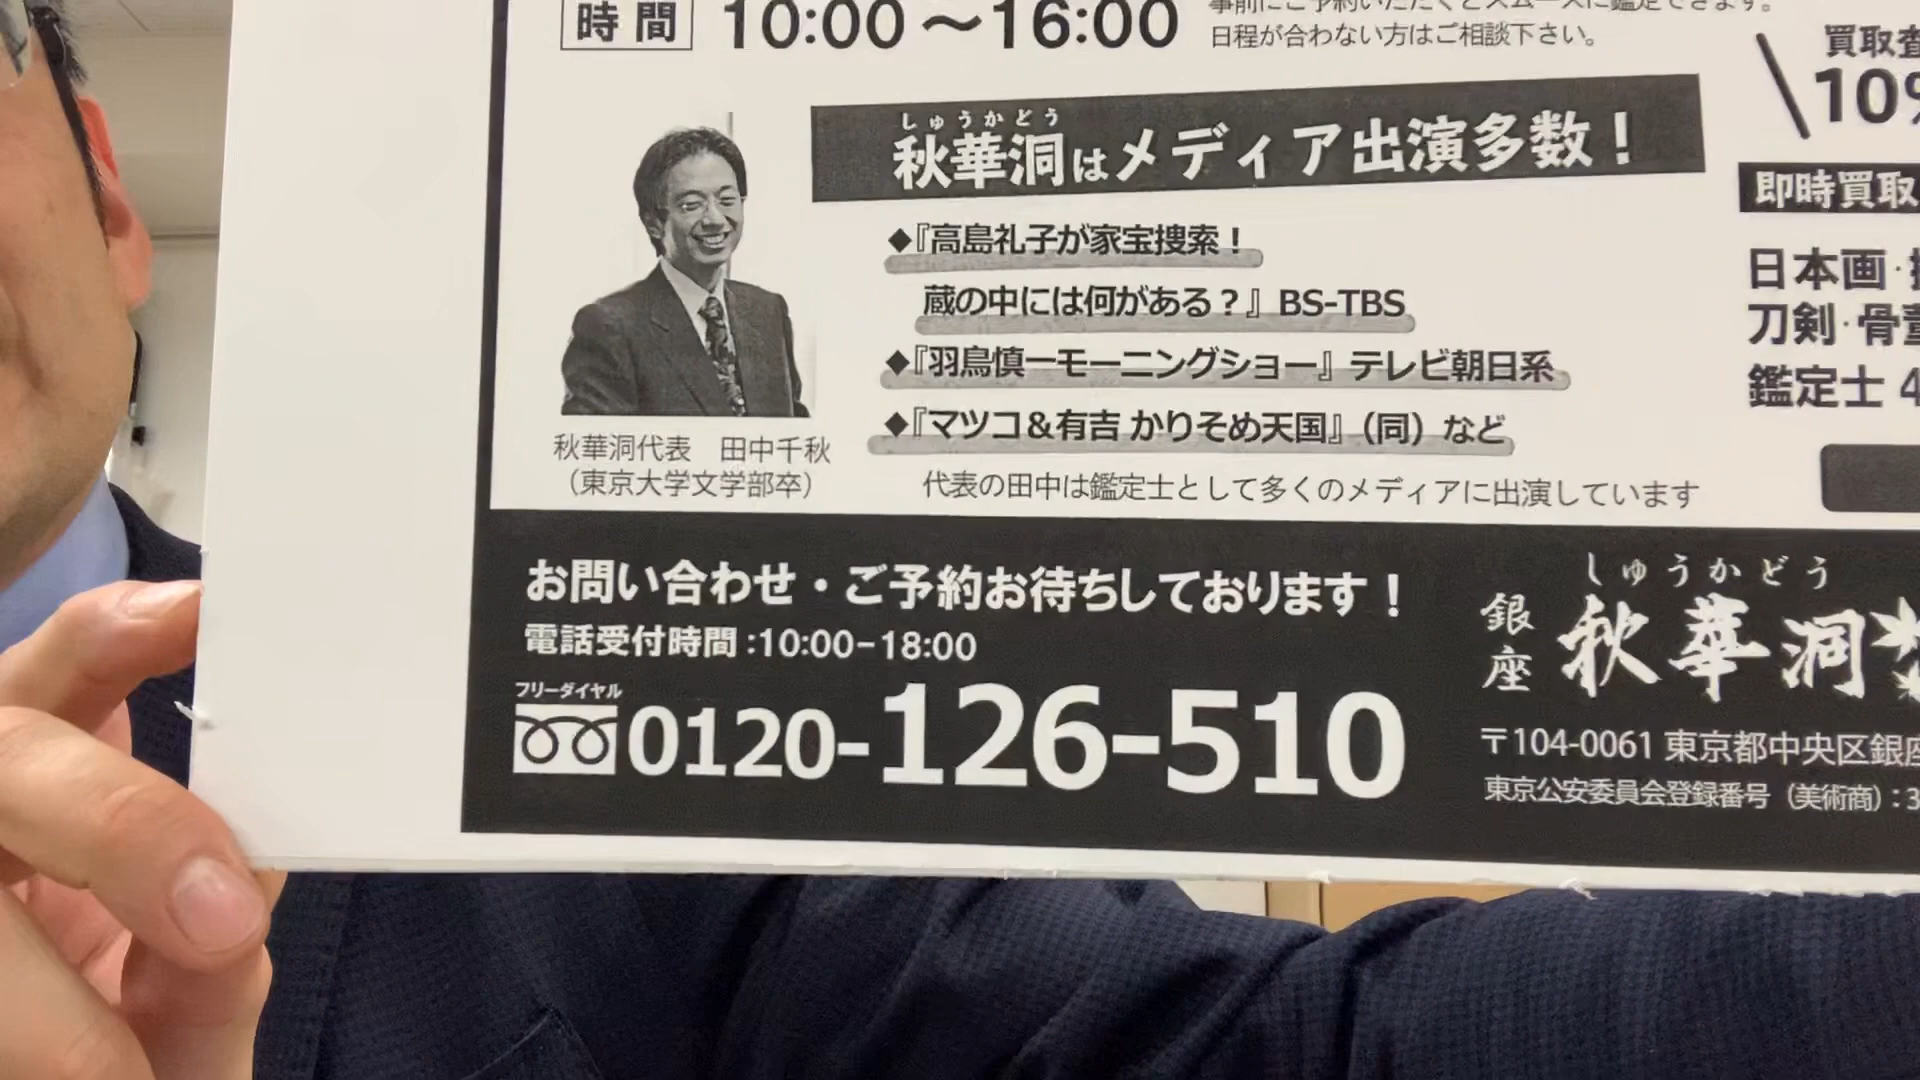 時間 10:00～16:00
日程が合わない方はご相談下さい。
買取査
10%
しゅうかどう
秋華洞はメディア出演多数！
即時買取
◆『高島礼子が家宝捜索！
蔵の中には何がある？』BS-TBS
◆『羽鳥慎一モーニングショー』テレビ朝日系
◆『マツコ＆有吉 かりそめ天国』（同）など
代表の田中は鑑定士として多くのメディアに出演しています
秋華洞代表 田中千秋
（東京大学文学部卒）
日本画・
刀剣・骨董
鑑定士 4
お問い合わせ・ご予約お待ちしております！
電話受付時間:10:00-18:00
フリーダイヤル
0120-126-510
しゅうかどう
銀座 秋華洞
〒104-0061 東京都中央区銀座
東京公安委員会登録番号（美術商）：3